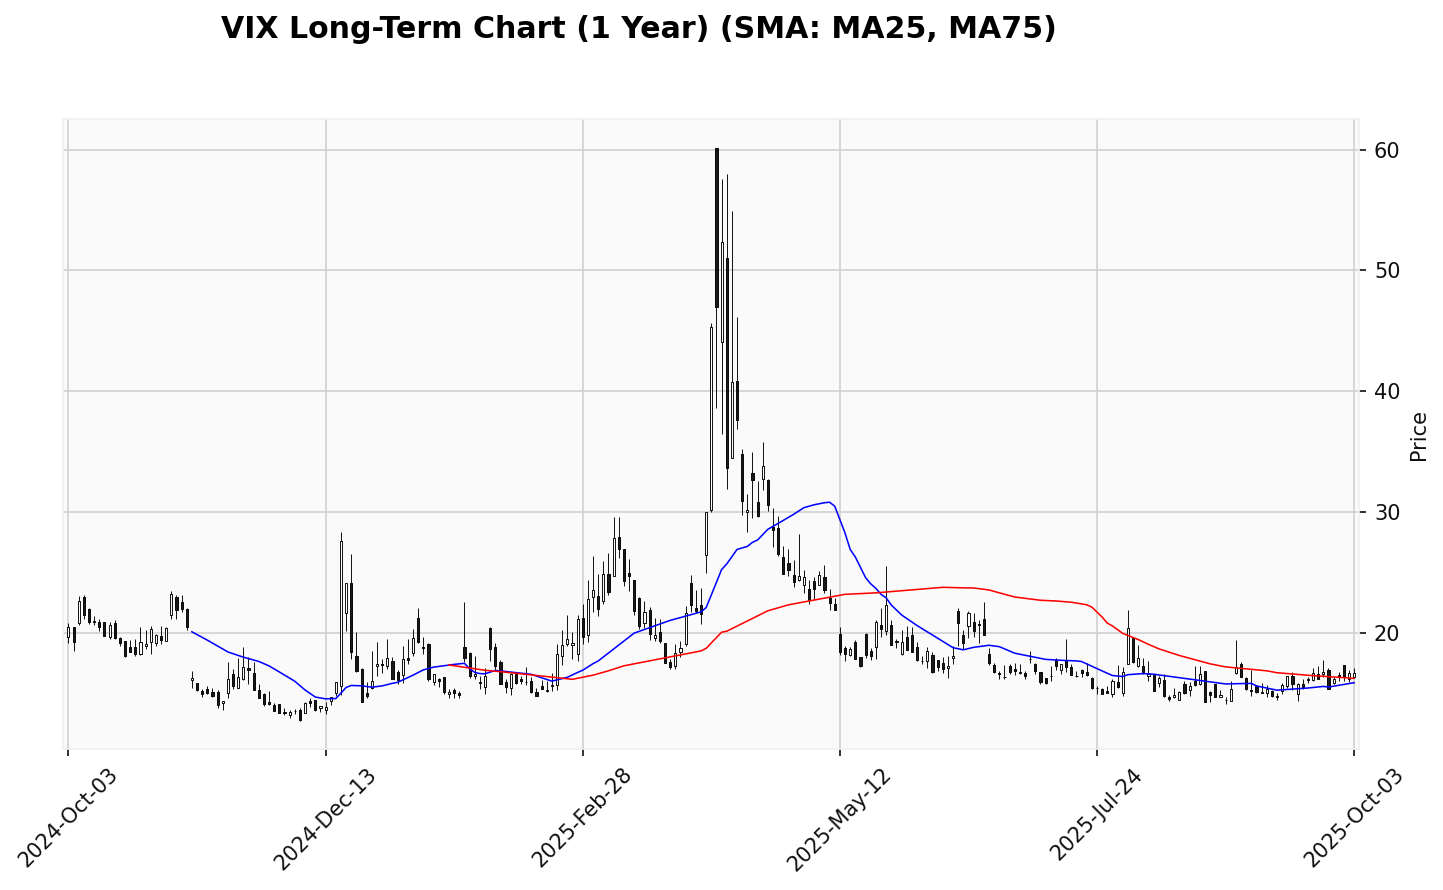 VIX Long-Term Chart (1 Year) (SMA: MA25, MA75)
60
50
40
30
20
Price
2024-Oct-03
2024-Dec-13
2025-Feb-28
2025-May-12
2025-Jul-24
2025-Oct-03